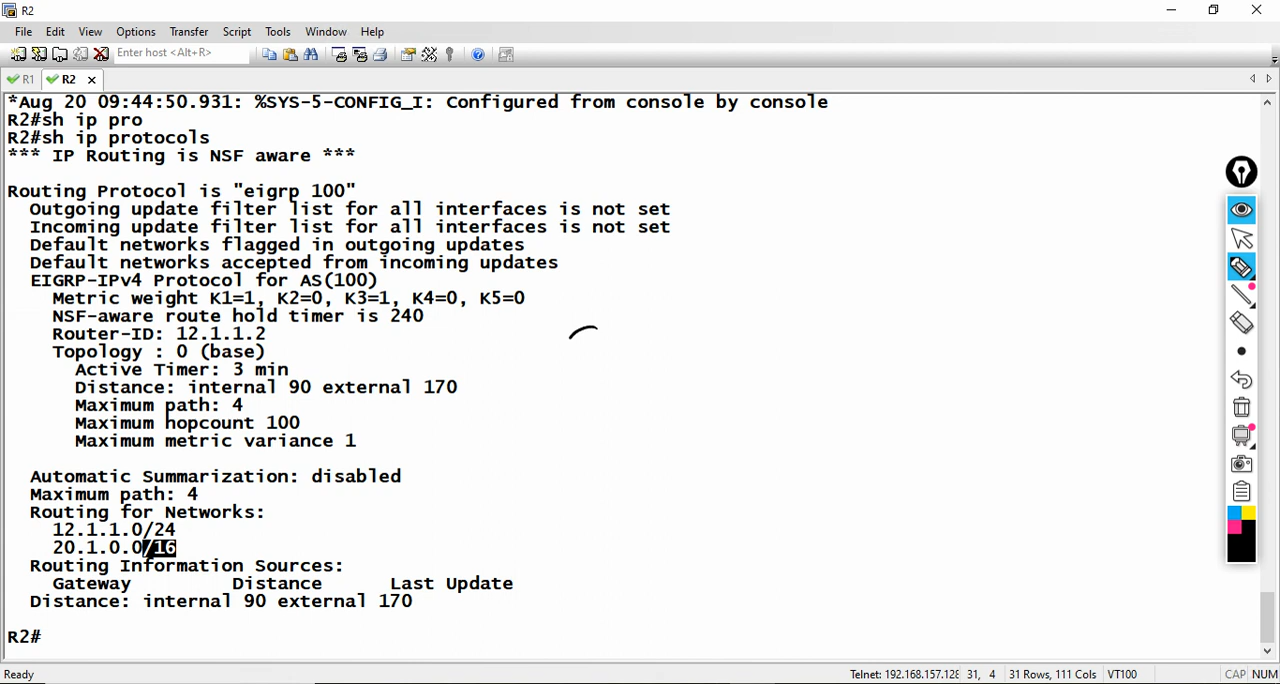 R2
File Edit View Options Transfer Script Tools Window Help
Enter host <Alt+R>
R1 R2
*Aug 20 09:44:50.931: %SYS-5-CONFIG_I: Configured from console by console
R2#sh ip pro
R2#sh ip protocols
*** IP Routing is NSF aware ***
Routing Protocol is "eigrp 100"
Outgoing update filter list for all interfaces is not set
Incoming update filter list for all interfaces is not set
Default networks flagged in outgoing updates
Default networks accepted from incoming updates
EIGRP-IPv4 Protocol for AS(100)
Metric weight K1=1, K2=0, K3=1, K4=0, K5=0
NSF-aware route hold timer is 240
Router-ID: 12.1.1.2
Topology : 0 (base)
Active Timer: 3 min
Distance: internal 90 external 170
Maximum path: 4
Maximum hopcount 100
Maximum metric variance 1
Automatic Summarization: disabled
Maximum path: 4
Routing for Networks:
12.1.1.0/24
20.1.0.0/16
Routing Information Sources:
Gateway Distance Last Update
Distance: internal 90 external 170
R2#
Ready Telnet: 192.168.157.128 31, 4 31 Rows, 111 Cols VT100 CAP NUM